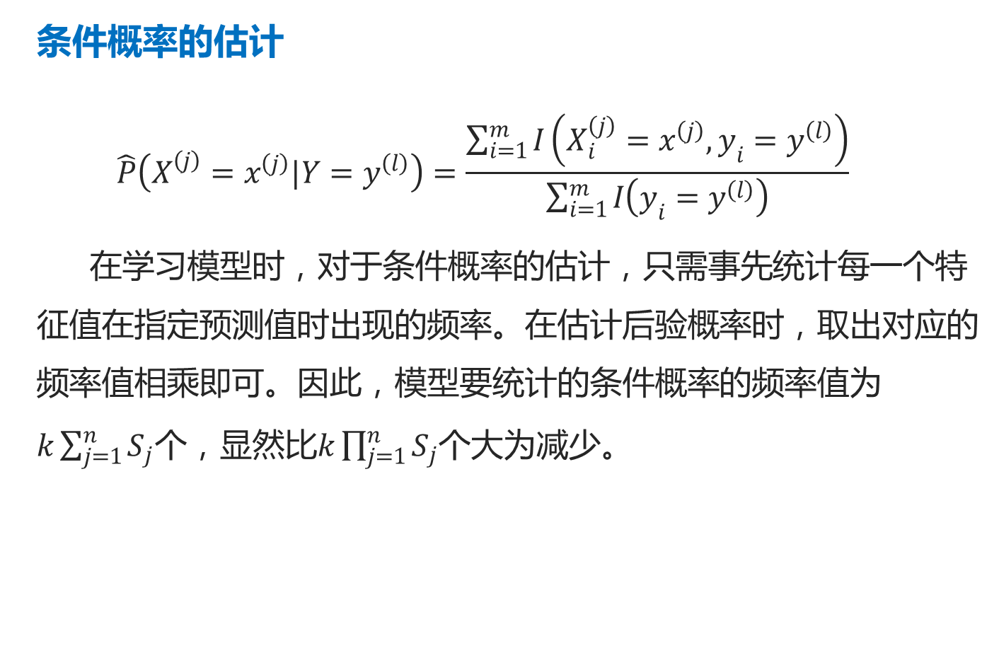 条件概率的估计
$\widehat{P}\left(X^{(j)} = x^{(j)} | Y = y^{(l)}\right) = \frac{\sum_{i=1}^{m} I\left(X_i^{(j)} = x^{(j)}, y_i = y^{(l)}\right)}{\sum_{i=1}^{m} I\left(y_i = y^{(l)}\right)}$
在学习模型时，对于条件概率的估计，只需事先统计每一个特
征值在指定预测值时出现的频率。在估计后验概率时，取出对应的
频率值相乘即可。因此，模型要统计的条件概率的频率值为
$k \sum_{j=1}^{n} S_j$个，显然比$k \prod_{j=1}^{n} S_j$个大为减少。